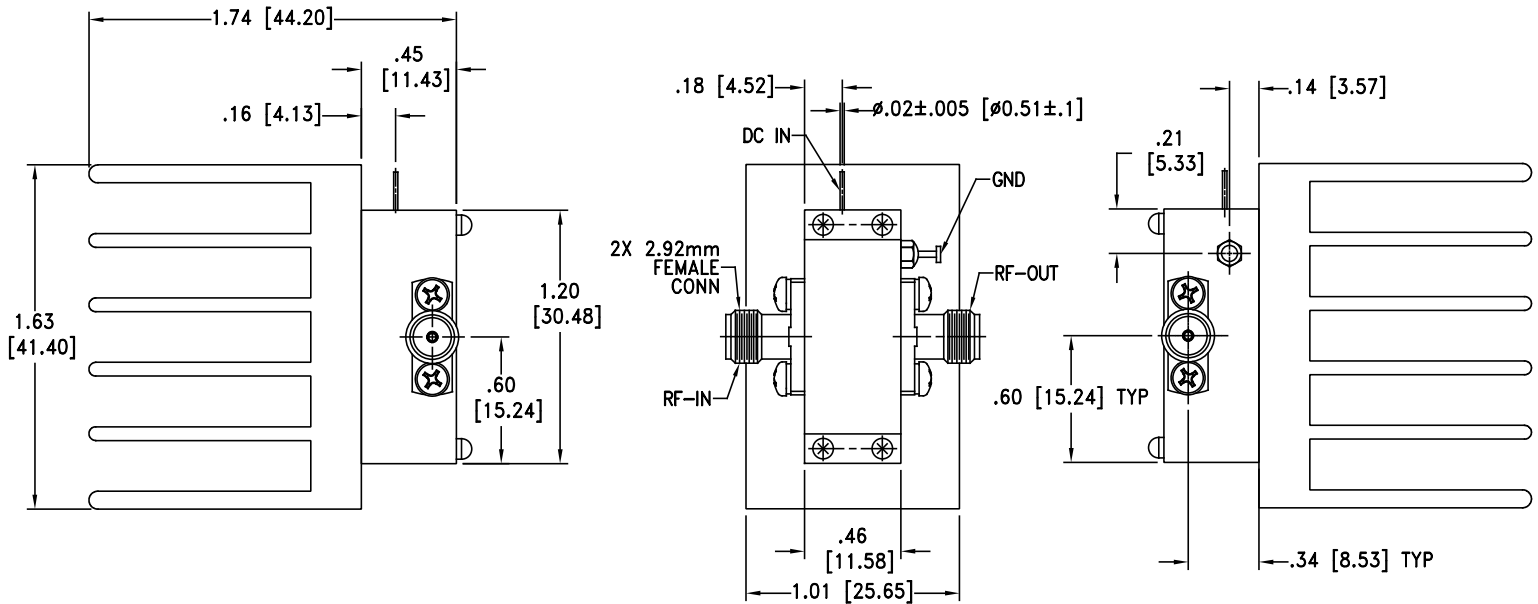 1.74 [44.20]
.45
[11.43]
.16 [4.13]
1.63
[41.40]
1.20
[30.48]
.60
[15.24]
.18 [4.52]
ø.02±.005 [ø0.51±.1]
DC IN
GND
2X 2.92mm
FEMALE
CONN
RF-OUT
RF-IN
.46
[11.58]
1.01 [25.65]
.14 [3.57]
.21
[5.33]
.60 [15.24] TYP
.34 [8.53] TYP